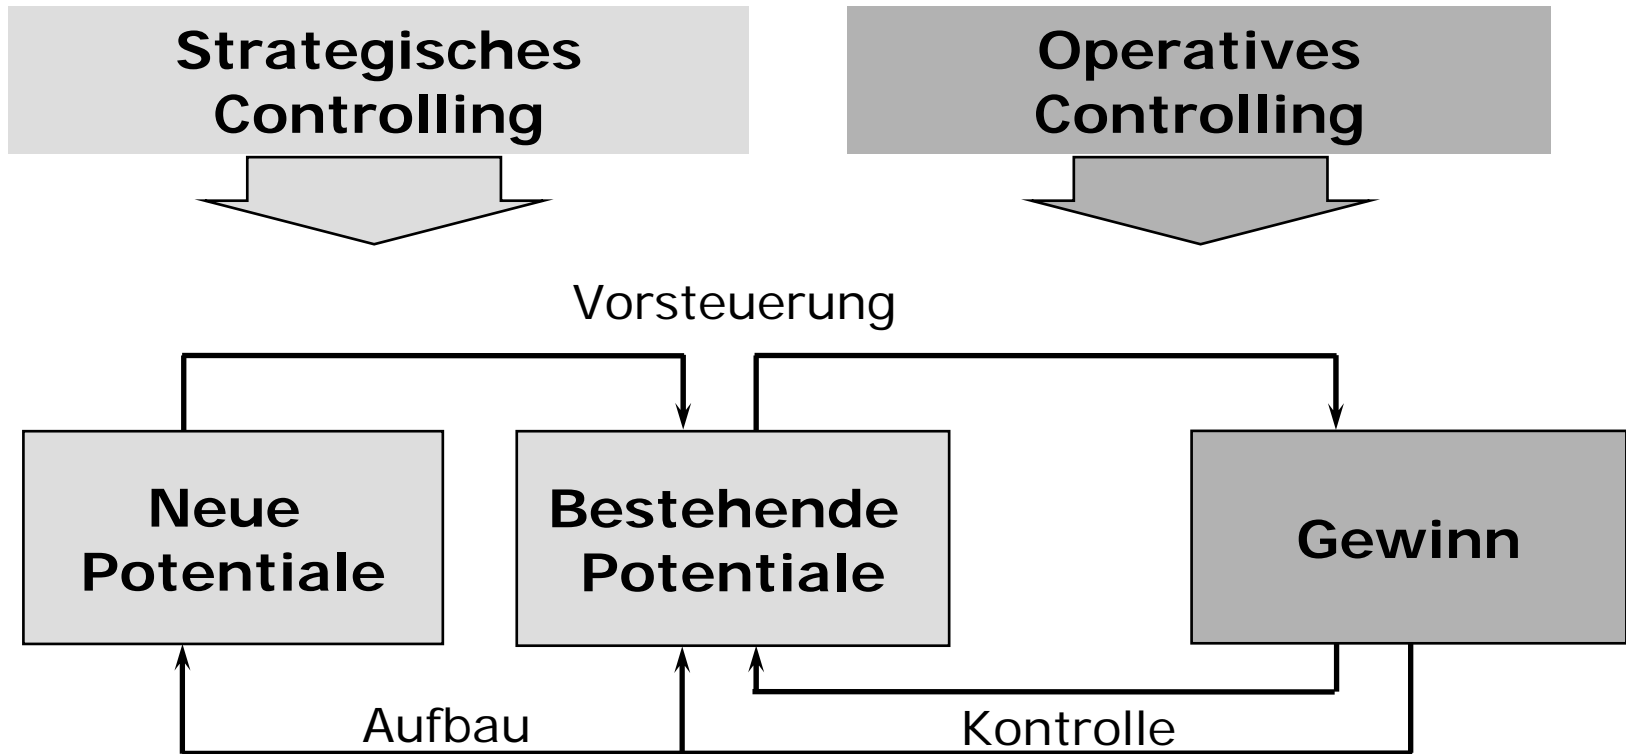 Strategisches
Controlling
Operatives
Controlling
Vorsteuerung
Neue
Potentiale
Bestehende
Potentiale
Gewinn
Aufbau
Kontrolle